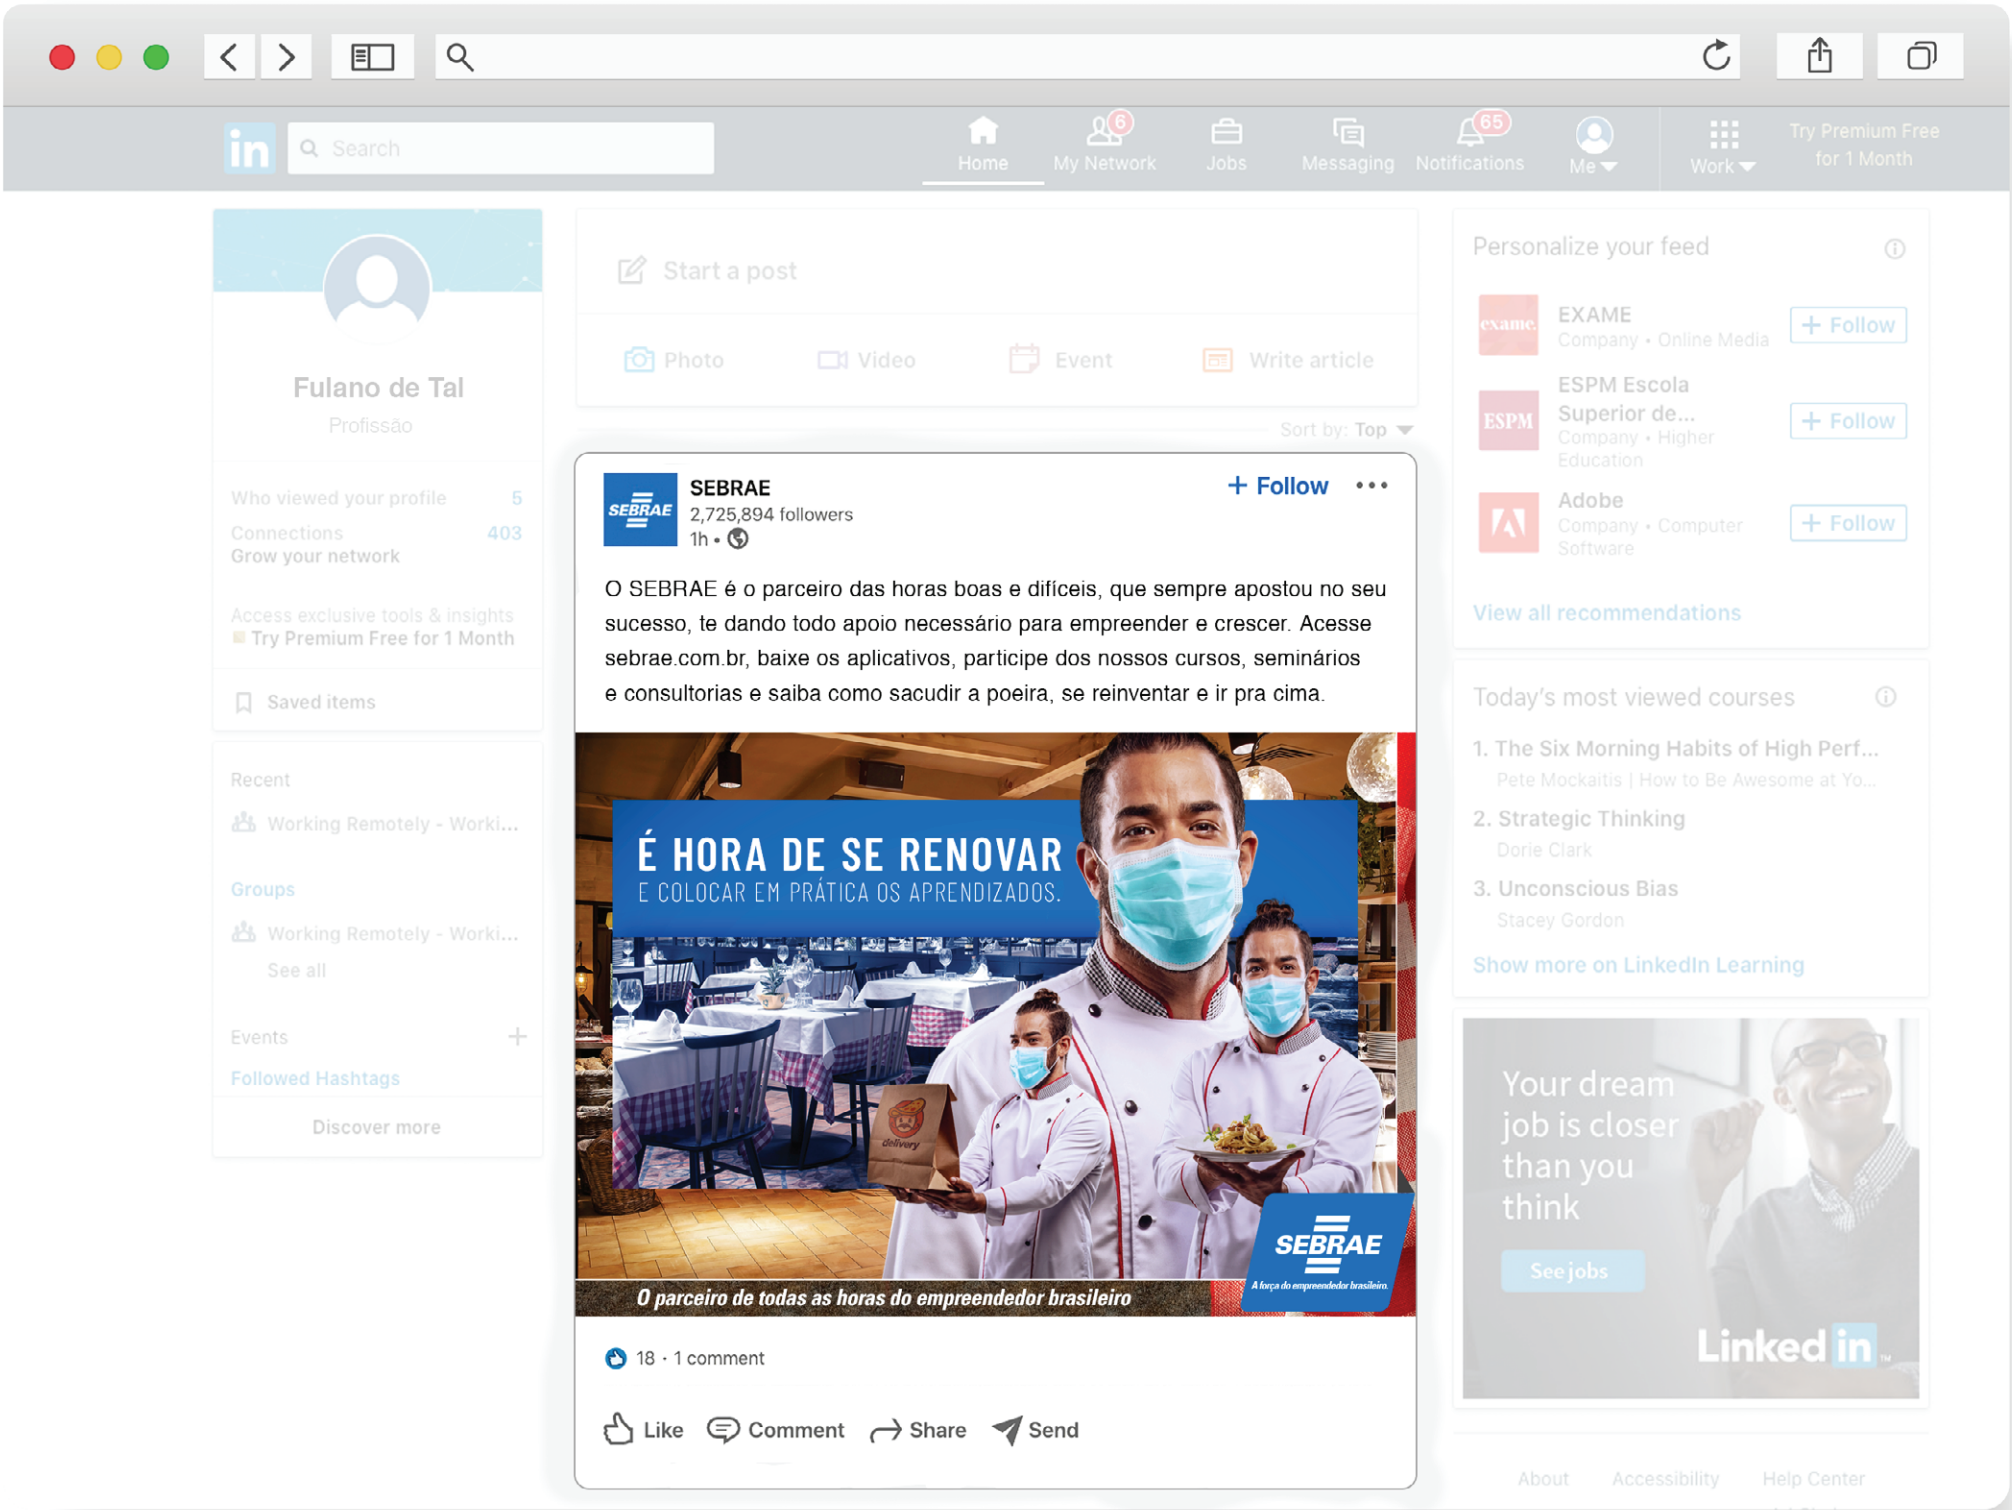 in
Search
Home
My Network
6
Jobs
Messaging
Notifications
65
Me
Work
Try Premium Free
for 1 Month
Fulano de Tal
Profissão
Who viewed your profile 5
Connections 403
Grow your network
Access exclusive tools & insights
Try Premium Free for 1 Month
Saved items
Recent
Working Remotely - Worki...
Groups
Working Remotely - Worki...
See all
Events
Followed Hashtags
Discover more
Start a post
Photo
Video
Event
Write article
Sort by: Top
SEBRAE
SEBRAE
2,725,894 followers
1h •
+ Follow
O SEBRAE é o parceiro das horas boas e difíceis, que sempre apostou no seu
sucesso, te dando todo apoio necessário para empreender e crescer. Acesse
sebrae.com.br, baixe os aplicativos, participe dos nossos cursos, seminários
e consultorias e saiba como sacudir a poeira, se reinventar e ir pra cima.
É HORA DE SE RENOVAR
E COLOCAR EM PRÁTICA OS APRENDIZADOS.
delivery
SEBRAE
A força do empreendedor brasileiro.
O parceiro de todas as horas do empreendedor brasileiro
18 · 1 comment
Like
Comment
Share
Send
Personalize your feed
exame.
EXAME
Company • Online Media
+ Follow
ESPM
ESPM Escola
Superior de...
Company • Higher
Education
+ Follow
Adobe
Company • Computer
Software
+ Follow
View all recommendations
Today's most viewed courses
1. The Six Morning Habits of High Perf...
Pete Mockaitis | How to Be Awesome at Yo...
2. Strategic Thinking
Dorie Clark
3. Unconscious Bias
Stacey Gordon
Show more on LinkedIn Learning
Your dream
job is closer
than you
think
See jobs
Linked in
About
Accessibility
Help Center